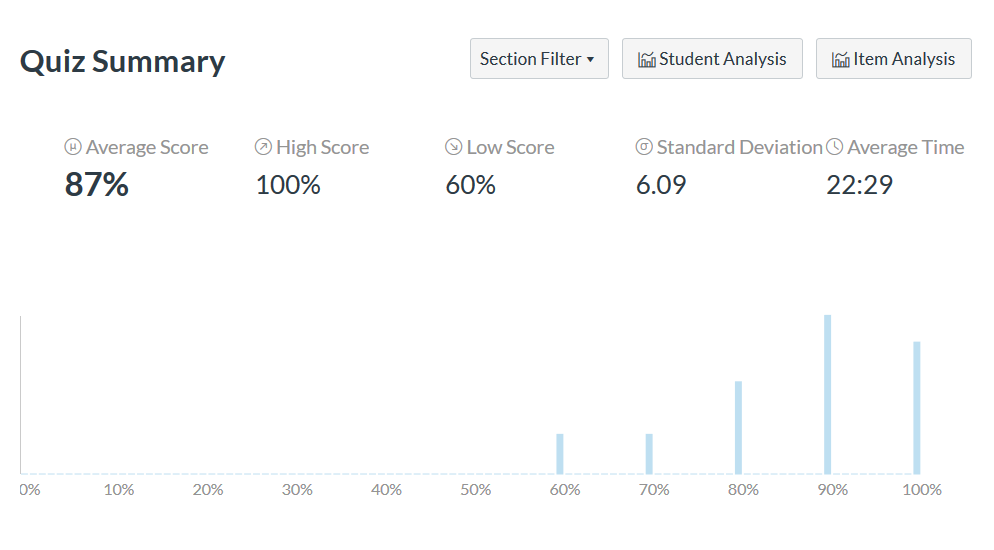 Quiz Summary
Section Filter
Student Analysis
Item Analysis
μ Average Score
High Score
Low Score
σ Standard Deviation
Average Time
87%
100%
60%
6.09
22:29
0% 10% 20% 30% 40% 50% 60% 70% 80% 90% 100%